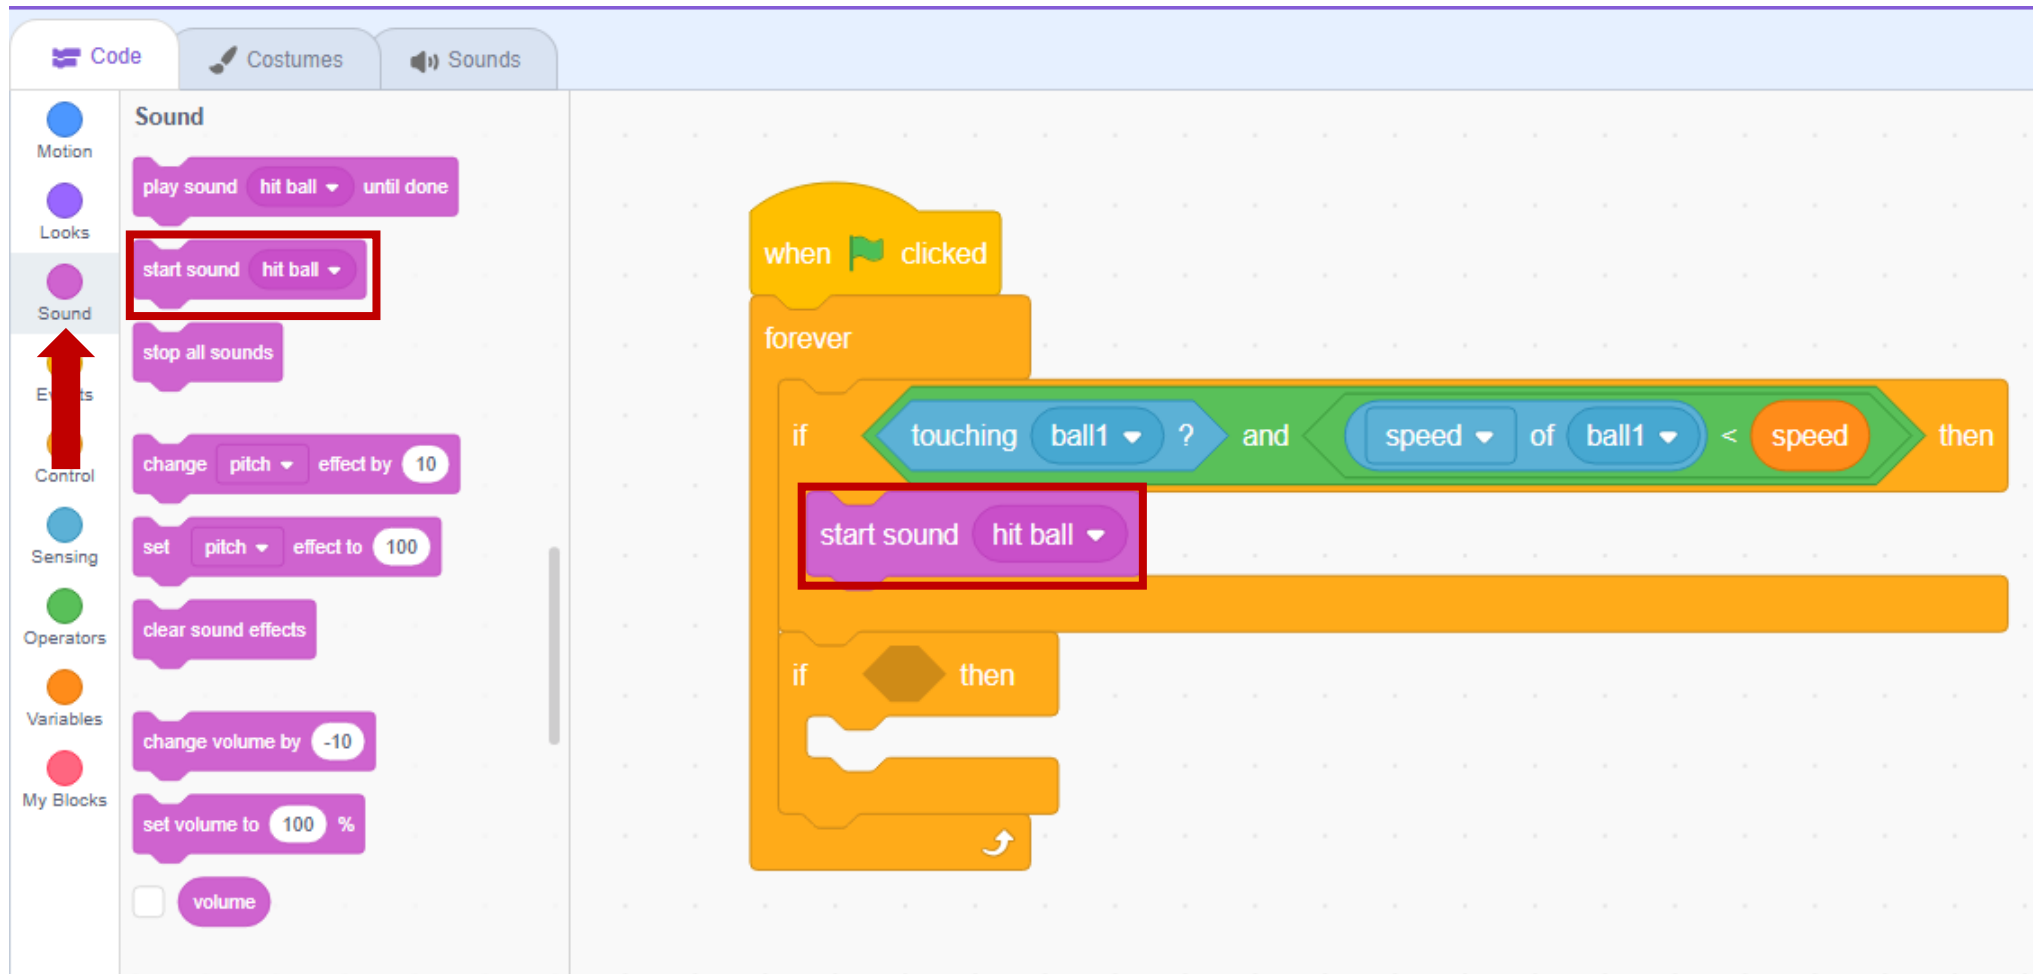 Code
Costumes
Sounds
Motion
Looks
Sound
Control
Sensing
Operators
Variables
My Blocks
Sound
play sound hit ball until done
start sound hit ball
stop all sounds
change pitch effect by 10
set pitch effect to 100
clear sound effects
change volume by -10
set volume to 100 %
volume
when clicked
forever
if touching ball1 ? and speed of ball1 < speed then
start sound hit ball
if then